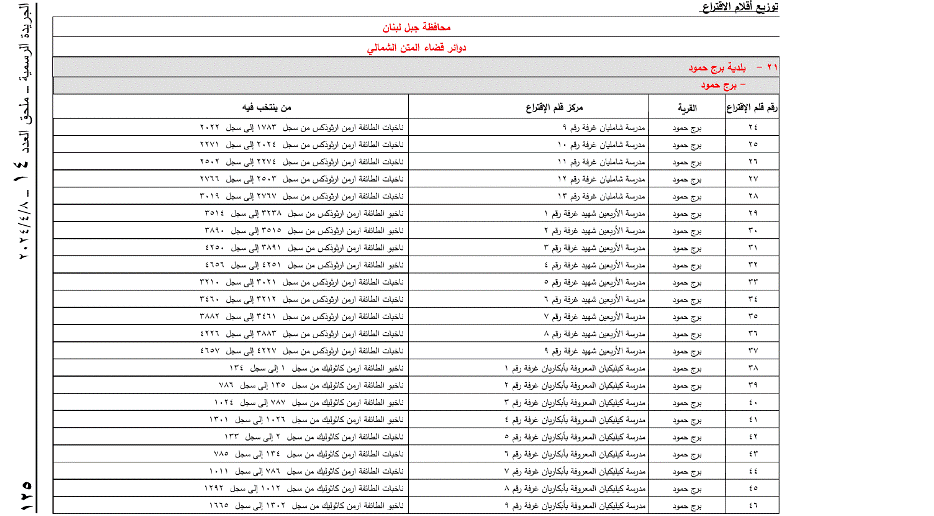 توزيع أقلام الاقتراع
محافظة جبل لبنان
دوائر قضاء المتن الشمالي
٢١ - بلدية برج حمود
- برج حمود
رقم قلم الإقتراع القرية مركز قلم الإقتراع من ينتخب فيه
٢٤ برج حمود مدرسة شامليان غرفة رقم ٩ ناخبات الطائفة ارمن ارثوذكس من سجل ١٧٨٣ إلى سجل ٢٠٢٢
٢٥ برج حمود مدرسة شامليان غرفة رقم ١٠ ناخبات الطائفة ارمن ارثوذكس من سجل ٢٠٢٤ إلى سجل ٢٢٧١
٢٦ برج حمود مدرسة شامليان غرفة رقم ١١ ناخبات الطائفة ارمن ارثوذكس من سجل ٢٢٧٤ إلى سجل ٢٥٠٢
٢٧ برج حمود مدرسة شامليان غرفة رقم ١٢ ناخبات الطائفة ارمن ارثوذكس من سجل ٢٥٠٣ إلى سجل ٢٧٦٦
٢٨ برج حمود مدرسة شامليان غرفة رقم ١٣ ناخبات الطائفة ارمن ارثوذكس من سجل ٢٧٦٧ إلى سجل ٣٠١٩
٢٩ برج حمود مدرسة الأربعين شهيد غرفة رقم ١ ناخبو الطائفة ارمن ارثوذكس من سجل ٣٢٣٨ إلى سجل ٣٥١٤
٣٠ برج حمود مدرسة الأربعين شهيد غرفة رقم ٢ ناخبو الطائفة ارمن ارثوذكس من سجل ٣٥١٥ إلى سجل ٣٨٩٠
٣١ برج حمود مدرسة الأربعين شهيد غرفة رقم ٣ ناخبو الطائفة ارمن ارثوذكس من سجل ٣٨٩١ إلى سجل ٤٢٥٠
٣٢ برج حمود مدرسة الأربعين شهيد غرفة رقم ٤ ناخبو الطائفة ارمن ارثوذكس من سجل ٤٢٥١ إلى سجل ٤٦٥٦
٣٣ برج حمود مدرسة الأربعين شهيد غرفة رقم ٥ ناخبات الطائفة ارمن ارثوذكس من سجل ٣٠٢١ إلى سجل ٣٢١٠
٣٤ برج حمود مدرسة الأربعين شهيد غرفة رقم ٦ ناخبات الطائفة ارمن ارثوذكس من سجل ٣٢١٢ إلى سجل ٣٤٦٠
٣٥ برج حمود مدرسة الأربعين شهيد غرفة رقم ٧ ناخبات الطائفة ارمن ارثوذكس من سجل ٣٤٦١ إلى سجل ٣٨٨٢
٣٦ برج حمود مدرسة الأربعين شهيد غرفة رقم ٨ ناخبات الطائفة ارمن ارثوذكس من سجل ٣٨٨٣ إلى سجل ٤٢٢٦
٣٧ برج حمود مدرسة الأربعين شهيد غرفة رقم ٩ ناخبات الطائفة ارمن ارثوذكس من سجل ٤٢٢٧ إلى سجل ٤٦٥٧
٣٨ برج حمود مدرسة كيليكيان المعروفة بأبكاريان غرفة رقم ١ ناخبو الطائفة ارمن كاثوليك من سجل ١ إلى سجل ١٣٤
٣٩ برج حمود مدرسة كيليكيان المعروفة بأبكاريان غرفة رقم ٢ ناخبو الطائفة ارمن كاثوليك من سجل ١٣٥ إلى سجل ٧٨٦
٤٠ برج حمود مدرسة كيليكيان المعروفة بأبكاريان غرفة رقم ٣ ناخبو الطائفة ارمن كاثوليك من سجل ٧٨٧ إلى سجل ١٠٢٤
٤١ برج حمود مدرسة كيليكيان المعروفة بأبكاريان غرفة رقم ٤ ناخبو الطائفة ارمن كاثوليك من سجل ١٠٢٦ إلى سجل ١٣٠١
٤٢ برج حمود مدرسة كيليكيان المعروفة بأبكاريان غرفة رقم ٥ ناخبات الطائفة ارمن كاثوليك من سجل ٢ إلى سجل ١٣٣
٤٣ برج حمود مدرسة كيليكيان المعروفة بأبكاريان غرفة رقم ٦ ناخبات الطائفة ارمن كاثوليك من سجل ١٣٤ إلى سجل ٧٨٥
٤٤ برج حمود مدرسة كيليكيان المعروفة بأبكاريان غرفة رقم ٧ ناخبات الطائفة ارمن كاثوليك من سجل ٧٨٦ إلى سجل ١٠١١
٤٥ برج حمود مدرسة كيليكيان المعروفة بأبكاريان غرفة رقم ٨ ناخبات الطائفة ارمن كاثوليك من سجل ١٠١٢ إلى سجل ١٢٩٢
٤٦ برج حمود مدرسة كيليكيان المعروفة بأبكاريان غرفة رقم ٩ ناخبات الطائفة ارمن كاثوليك من سجل ١٣٠٢ إلى سجل ١٦٦٥
الجريدة الرسمية – ملحق العدد ١٤ – ٢٠٢٤/٤/٨
١٢٥